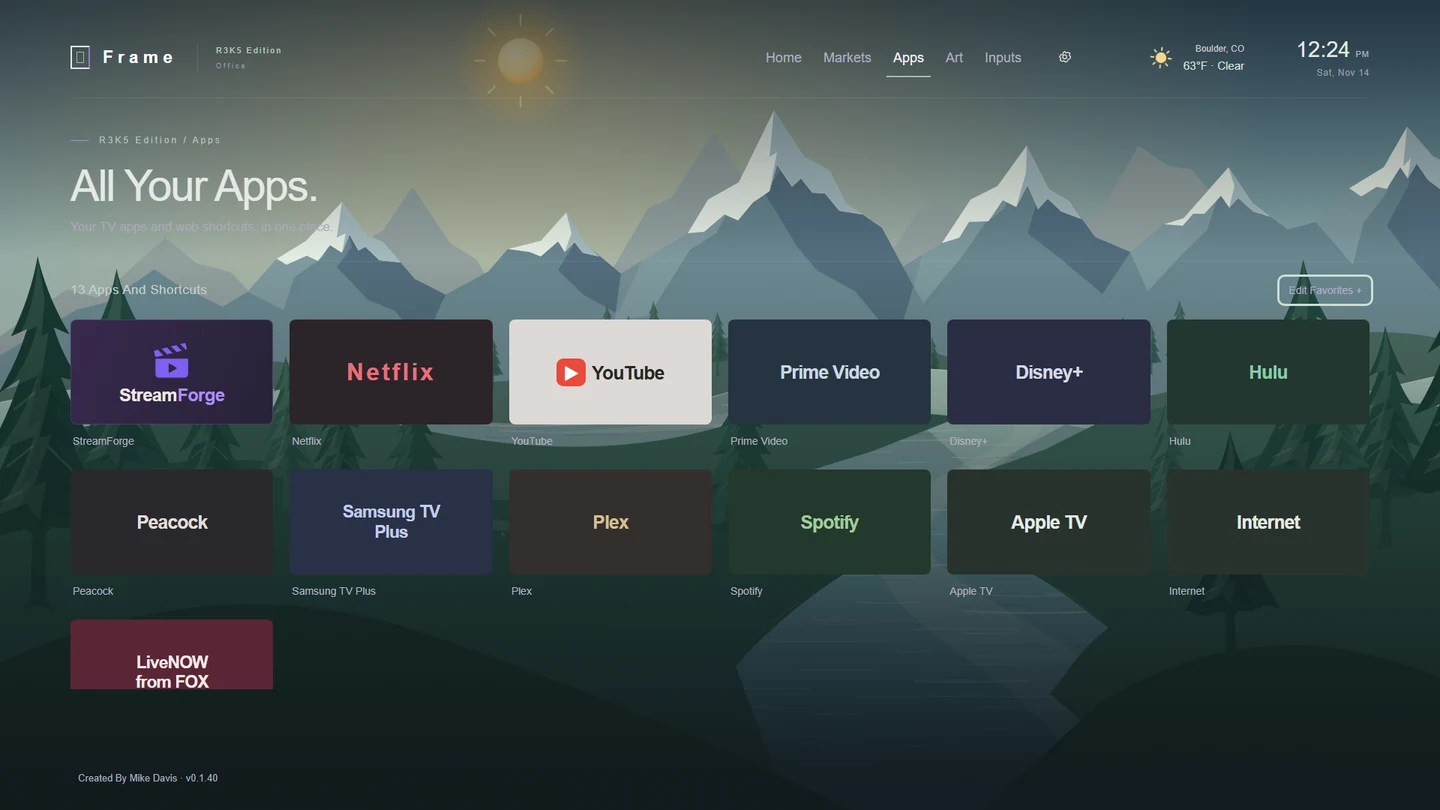 Frame
R3K5 Edition
Office
Home
Markets
Apps
Art
Inputs
Boulder, CO
63°F · Clear
12:24 PM
Sat, Nov 14
R3K5 Edition / Apps
All Your Apps.
Your TV apps and web shortcuts, in one place.
13 Apps And Shortcuts
Edit Favorites +
StreamForge
Netflix
YouTube
Prime Video
Disney+
Hulu
StreamForge
Netflix
YouTube
Prime Video
Disney+
Hulu
Peacock
Samsung TV
Plus
Plex
Spotify
Apple TV
Internet
Peacock
Samsung TV Plus
Plex
Spotify
Apple TV
Internet
LiveNOW
from FOX
Created By Mike Davis · v0.1.40